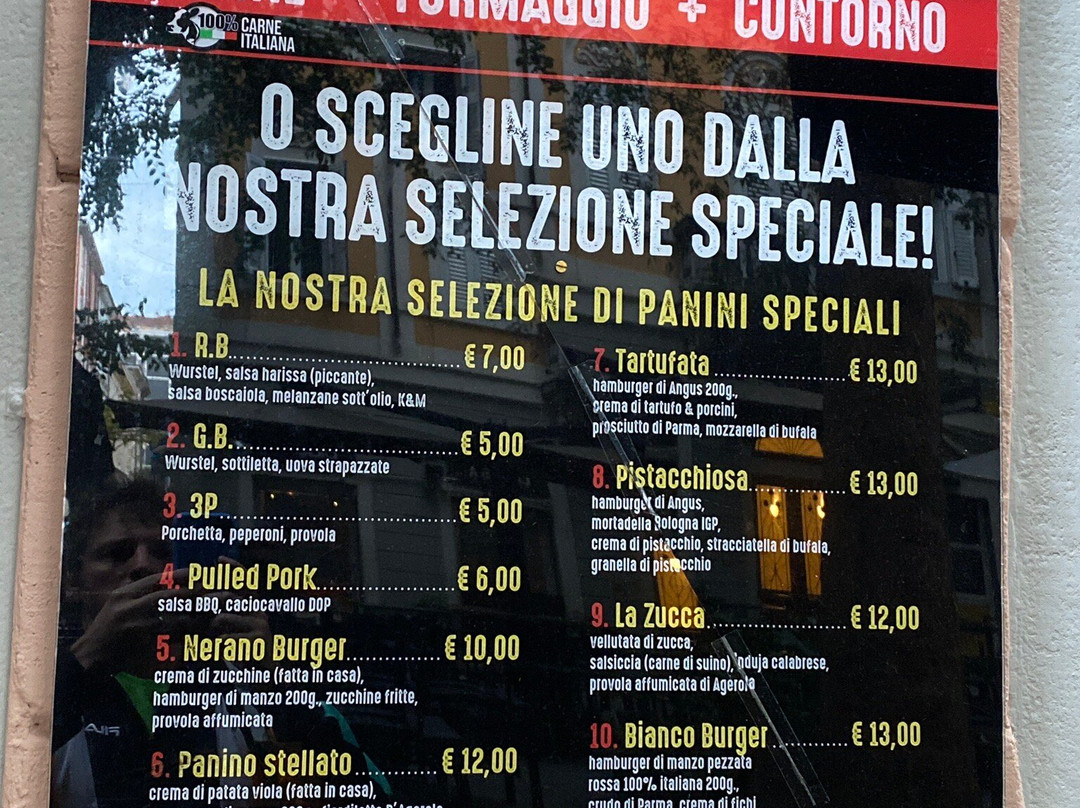 FORMAGGIO + CONTORNO
100% CARNE
ITALIANA
O SCEGLINE UNO DALLA
NOSTRA SELEZIONE SPECIALE!
LA NOSTRA SELEZIONE DI PANINI SPECIALI
1. R.B. € 7,00
Wurstel, salsa harissa (piccante),
salsa boscaiola, melanzane sott'olio, K&M
2. G.B. € 5,00
Wurstel, sottiletta, uova strapazzate
3. 3P € 5,00
Porchetta, peperoni, provola
4. Pulled Pork € 6,00
salsa BBQ, caciocavallo DOP
5. Nerano Burger € 10,00
crema di zucchine (fatta in casa),
hamburger di manzo 200g., zucchine fritte,
provola affumicata
6. Panino stellato € 12,00
crema di patata viola (fatta in casa),
7. Tartufata € 13,00
hamburger di Angus 200g.,
crema di tartufo & porcini,
prosciutto di Parma, mozzarella di bufala
8. Pistacchiosa € 13,00
hamburger di Angus,
mortadella Bologna IGP,
crema di pistacchio, stracciatella di bufala,
granella di pistacchio
9. La Zucca € 12,00
vellutata di zucca,
salsiccia (carne di suino), 'nduja calabrese,
provola affumicata di Agerola
10. Bianco Burger € 13,00
hamburger di manzo pezzata
rossa 100% italiana 200g.,
crudo di Parma, crema di fichi